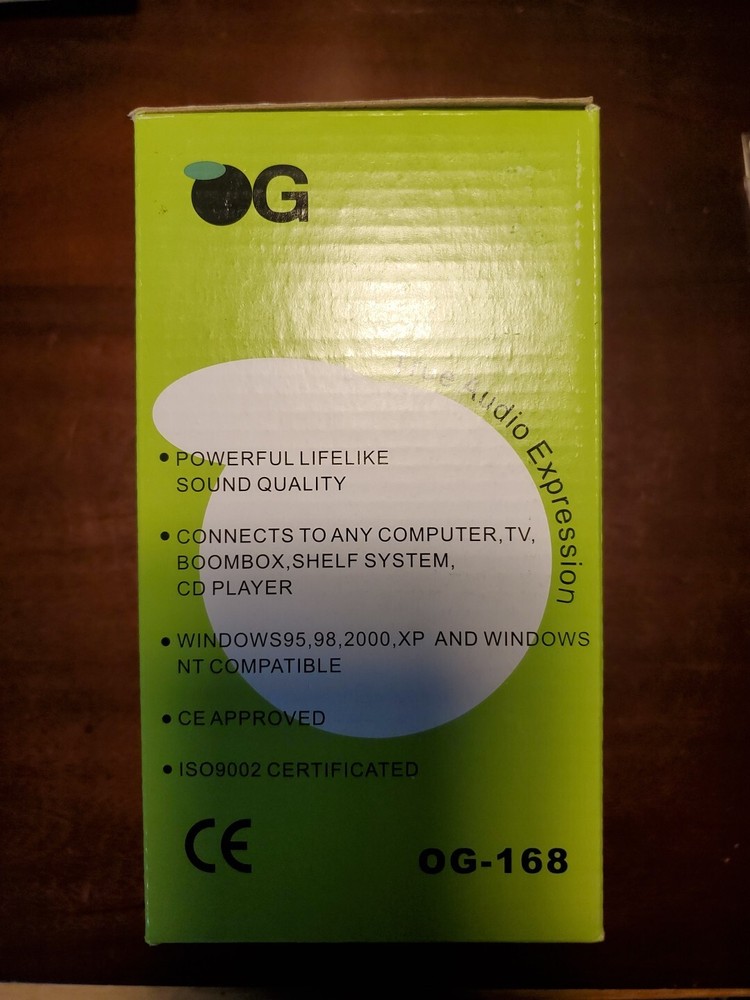 OG
True Audio Expression
• POWERFUL LIFELIKE
SOUND QUALITY
• CONNECTS TO ANY COMPUTER,TV,
BOOMBOX,SHELF SYSTEM,
CD PLAYER
• WINDOWS95,98,2000,XP AND WINDOWS
NT COMPATIBLE
• CE APPROVED
• ISO9002 CERTIFICATED
CE
OG-168